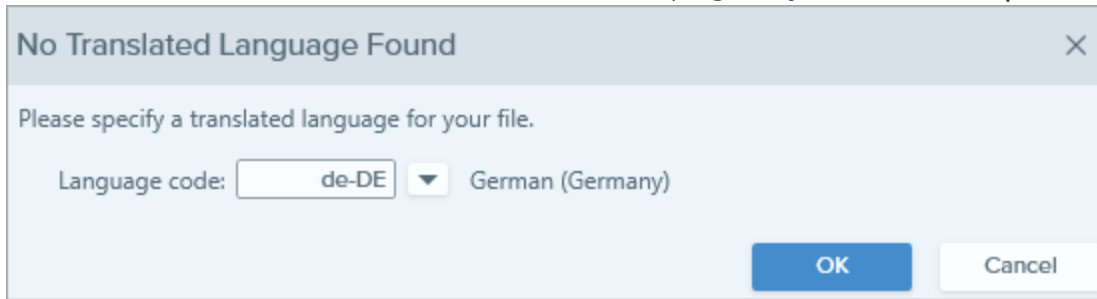 No Translated Language Found
Please specify a translated language for your file.
Language code: de-DE German (Germany)
OK Cancel